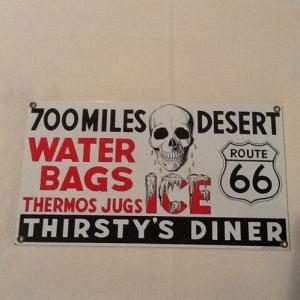 700 MILES DESERT
WATER
BAGS
THERMOS JUGS ICE
ROUTE
66
THIRSTY'S DINER